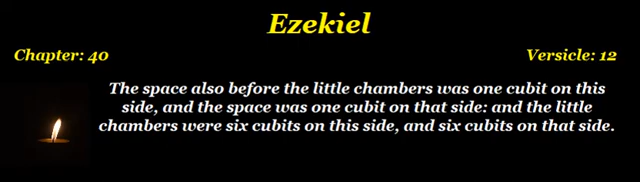 Ezekiel
Chapter: 40 Versicle: 12
The space also before the little chambers was one cubit on this
side, and the space was one cubit on that side: and the little
chambers were six cubits on this side, and six cubits on that side.